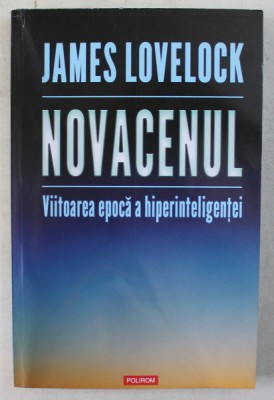 JAMES LOVELOCK
NOVACENUL
Viitoarea epocă a hiperinteligenței
POLIROM